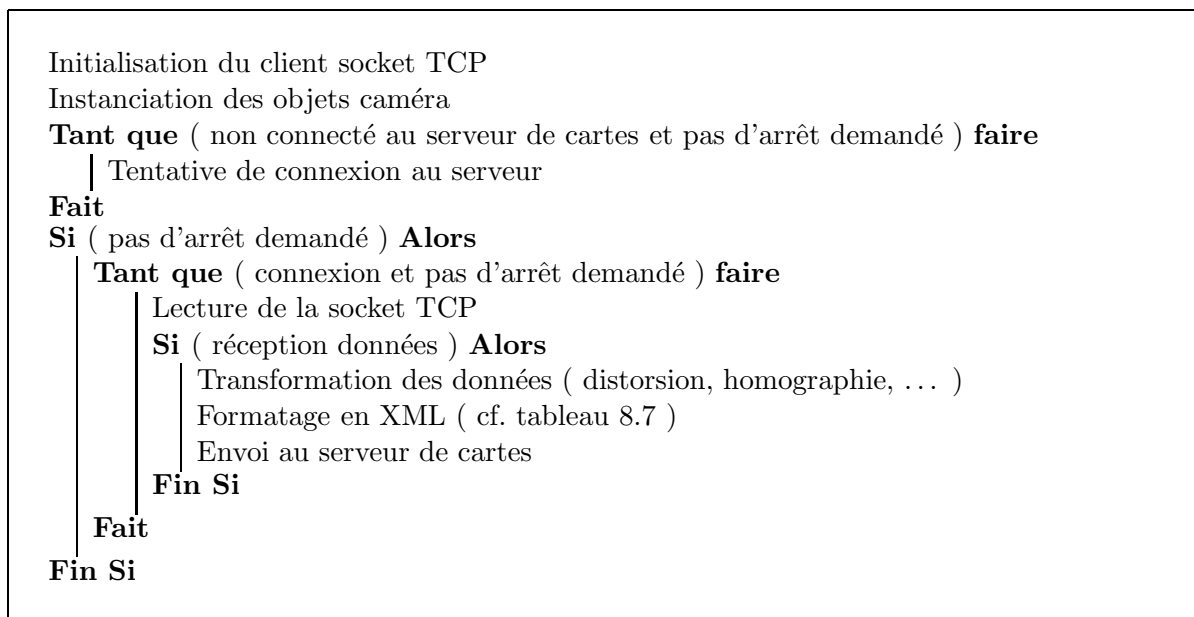 Initialisation du client socket TCP
Instanciation des objets caméra
Tant que ( non connecté au serveur de cartes et pas d'arrêt demandé ) faire
Tentative de connexion au serveur
Fait
Si ( pas d'arrêt demandé ) Alors
Tant que ( connexion et pas d'arrêt demandé ) faire
Lecture de la socket TCP
Si ( réception données ) Alors
Transformation des données ( distorsion, homographie, ... )
Formatage en XML ( cf. tableau 8.7 )
Envoi au serveur de cartes
Fin Si
Fait
Fin Si